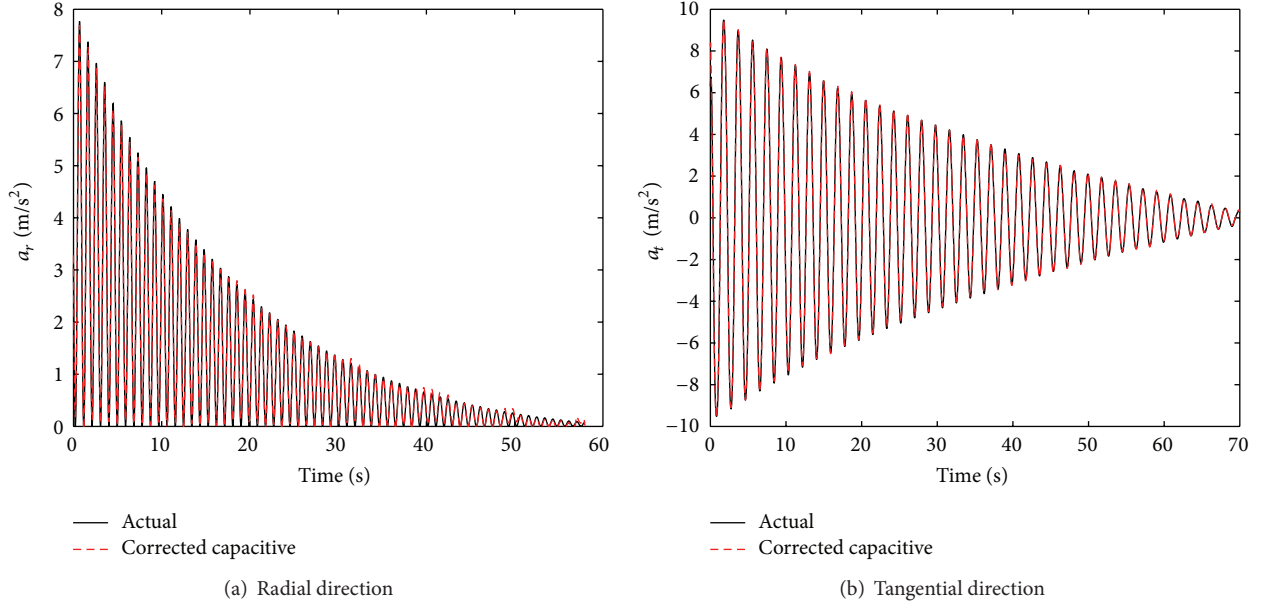 8
7
6
5
4
3
2
1
0
a_r (m/s²)
0 10 20 30 40 50 60
Time (s)
Actual
Corrected capacitive
(a) Radial direction
10
8
6
4
2
0
−2
−4
−6
−8
−10
a_t (m/s²)
0 10 20 30 40 50 60 70
Time (s)
Actual
Corrected capacitive
(b) Tangential direction